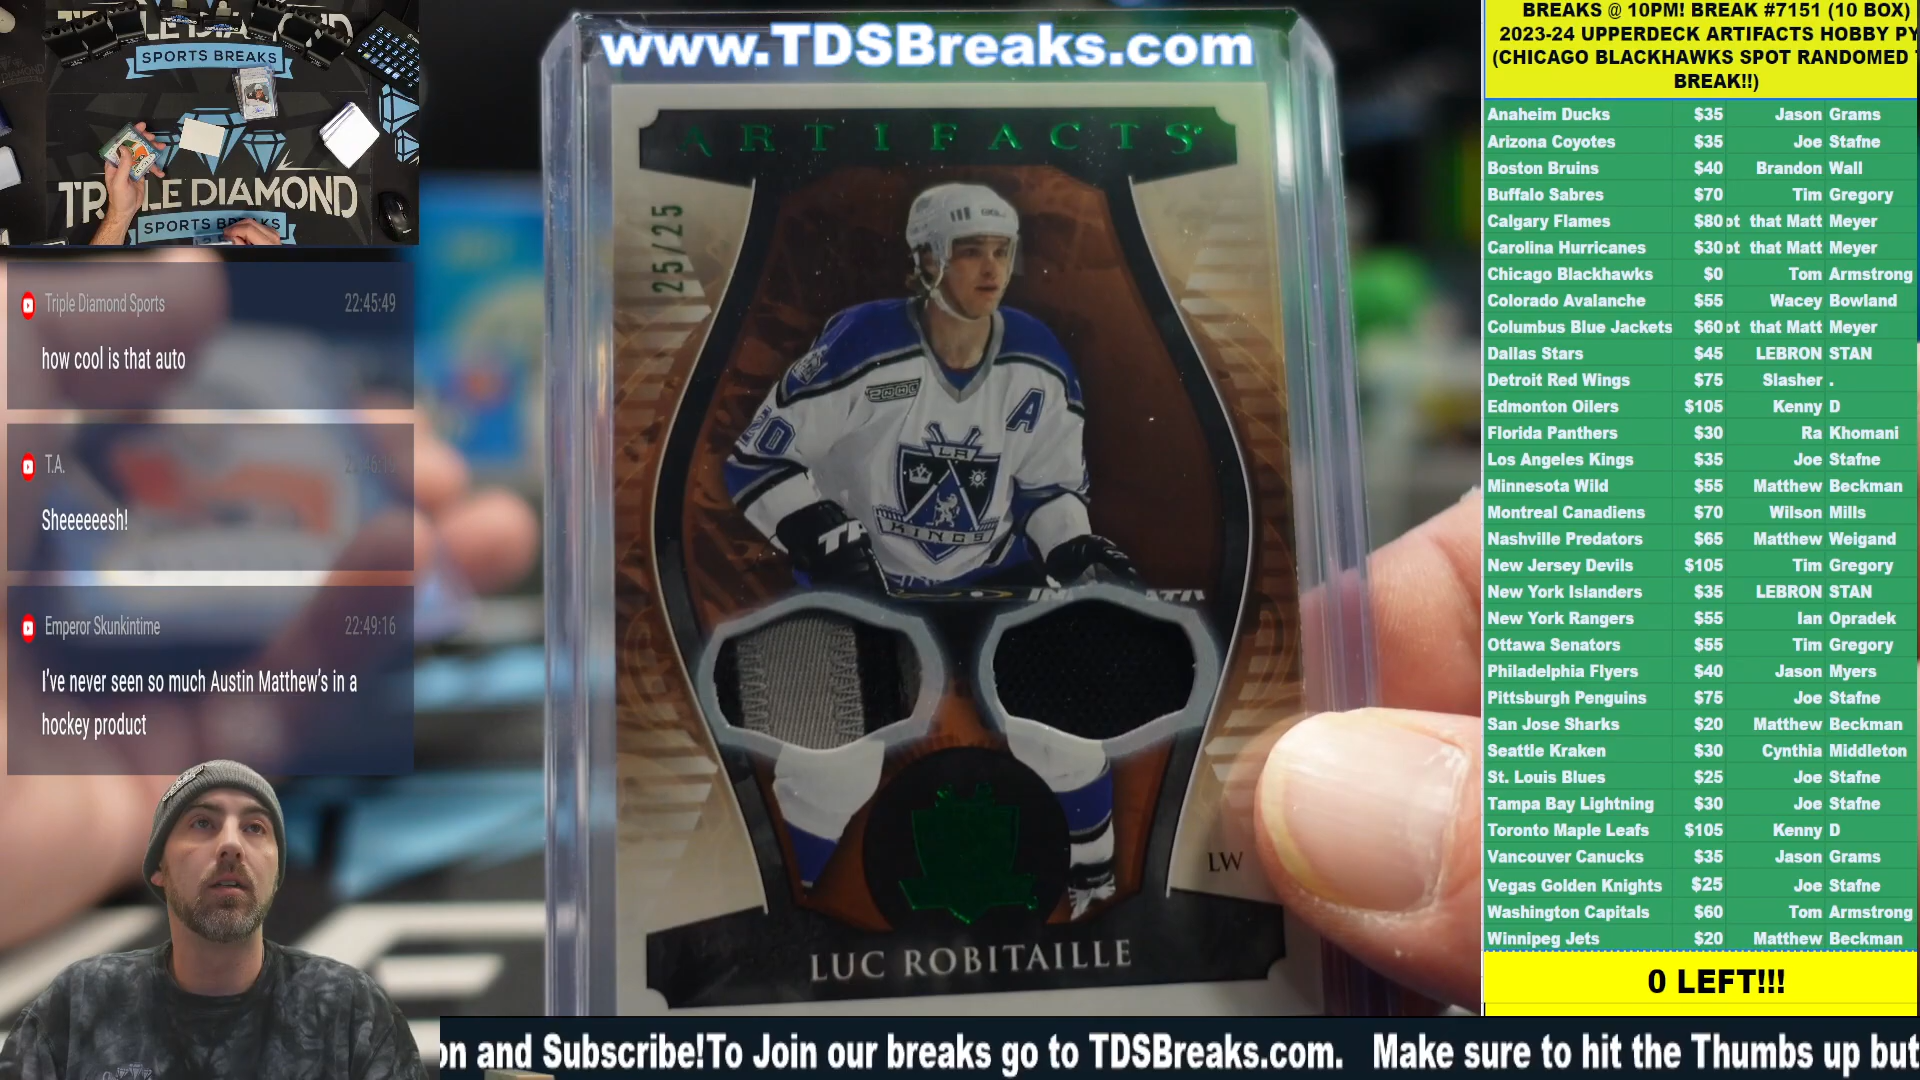 TRIPLE DIAMOND
SPORTS BREAKS
TRIPLE DIAMOND
SPORTS BREAKS
Triple Diamond Sports 22:45:49
how cool is that auto
T.A.
Sheeeeeesh!
Emperor Skunkintime 22:49:16
I've never seen so much Austin Matthew's in a
hockey product
www.TDSBreaks.com
ARTIFACTS
25/25
2000
A
20
LA
KINGS
LW
LUC ROBITAILLE
BREAKS @ 10PM! BREAK #7151 (10 BOX)
2023-24 UPPERDECK ARTIFACTS HOBBY PY
(CHICAGO BLACKHAWKS SPOT RANDOMED
BREAK!!)
Anaheim Ducks $35 Jason Grams
Arizona Coyotes $35 Joe Stafne
Boston Bruins $40 Brandon Wall
Buffalo Sabres $70 Tim Gregory
Calgary Flames $80 ot that Matt Meyer
Carolina Hurricanes $30 ot that Matt Meyer
Chicago Blackhawks $0 Tom Armstrong
Colorado Avalanche $55 Wacey Bowland
Columbus Blue Jackets $60 ot that Matt Meyer
Dallas Stars $45 LEBRON STAN
Detroit Red Wings $75 Slasher .
Edmonton Oilers $105 Kenny D
Florida Panthers $30 Ra Khomani
Los Angeles Kings $35 Joe Stafne
Minnesota Wild $55 Matthew Beckman
Montreal Canadiens $70 Wilson Mills
Nashville Predators $65 Matthew Weigand
New Jersey Devils $105 Tim Gregory
New York Islanders $35 LEBRON STAN
New York Rangers $55 Ian Opradek
Ottawa Senators $55 Tim Gregory
Philadelphia Flyers $40 Jason Myers
Pittsburgh Penguins $75 Joe Stafne
San Jose Sharks $20 Matthew Beckman
Seattle Kraken $30 Cynthia Middleton
St. Louis Blues $25 Joe Stafne
Tampa Bay Lightning $30 Joe Stafne
Toronto Maple Leafs $105 Kenny D
Vancouver Canucks $35 Jason Grams
Vegas Golden Knights $25 Joe Stafne
Washington Capitals $60 Tom Armstrong
Winnipeg Jets $20 Matthew Beckman
0 LEFT!!!
on and Subscribe!To Join our breaks go to TDSBreaks.com. Make sure to hit the Thumbs up but